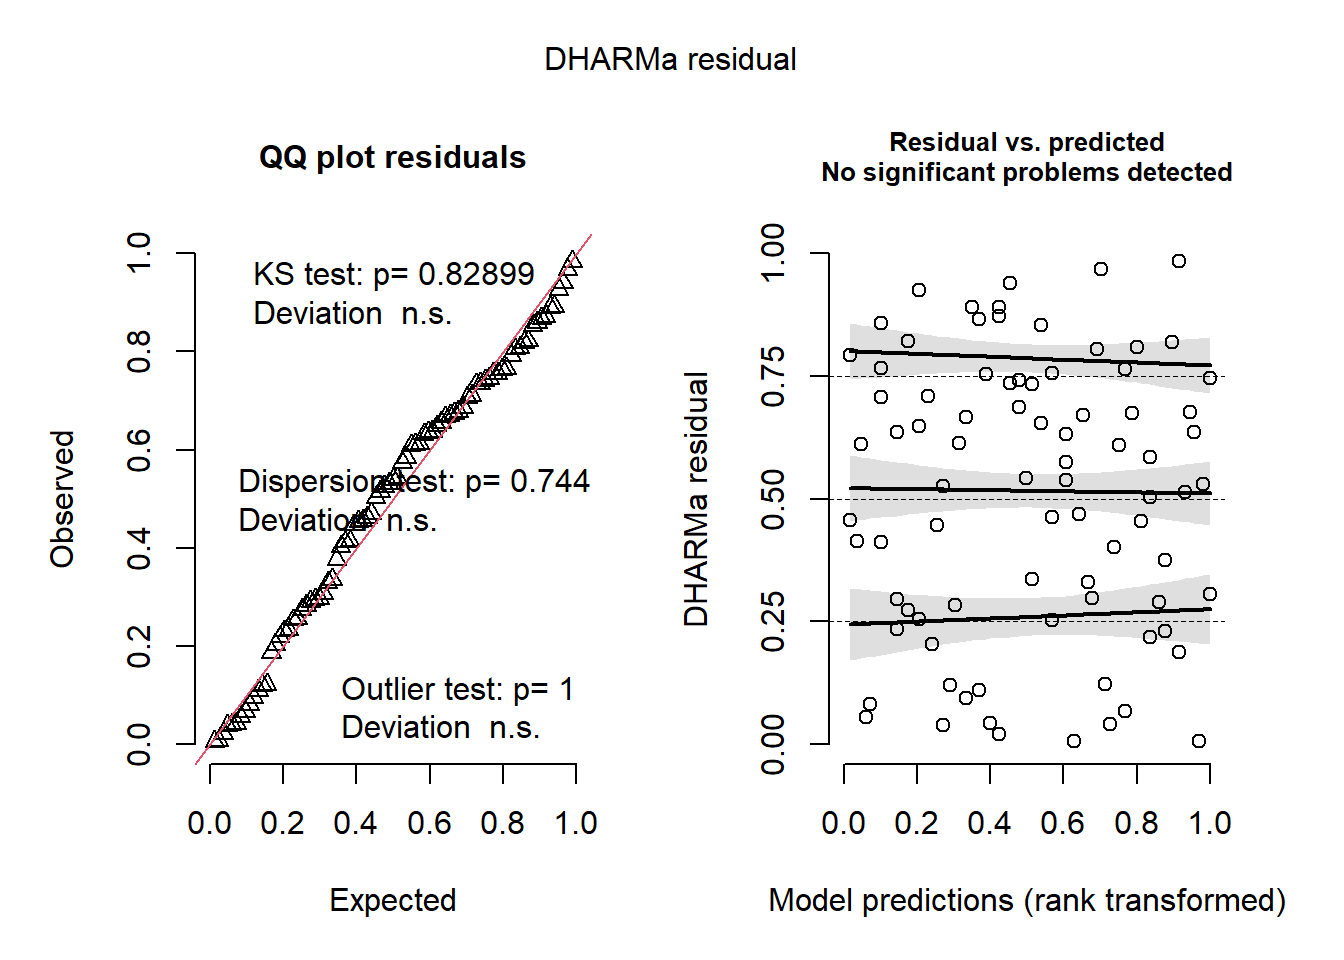 DHARMa residual
QQ plot residuals
KS test: p= 0.82899
Deviation  n.s.
Dispersion test: p= 0.744
Deviation  n.s.
Outlier test: p= 1
Deviation  n.s.
Observed
0.0 0.2 0.4 0.6 0.8 1.0
0.0 0.2 0.4 0.6 0.8 1.0
Expected
Residual vs. predicted
No significant problems detected
DHARMa residual
0.00 0.25 0.50 0.75 1.00
0.0 0.2 0.4 0.6 0.8 1.0
Model predictions (rank transformed)